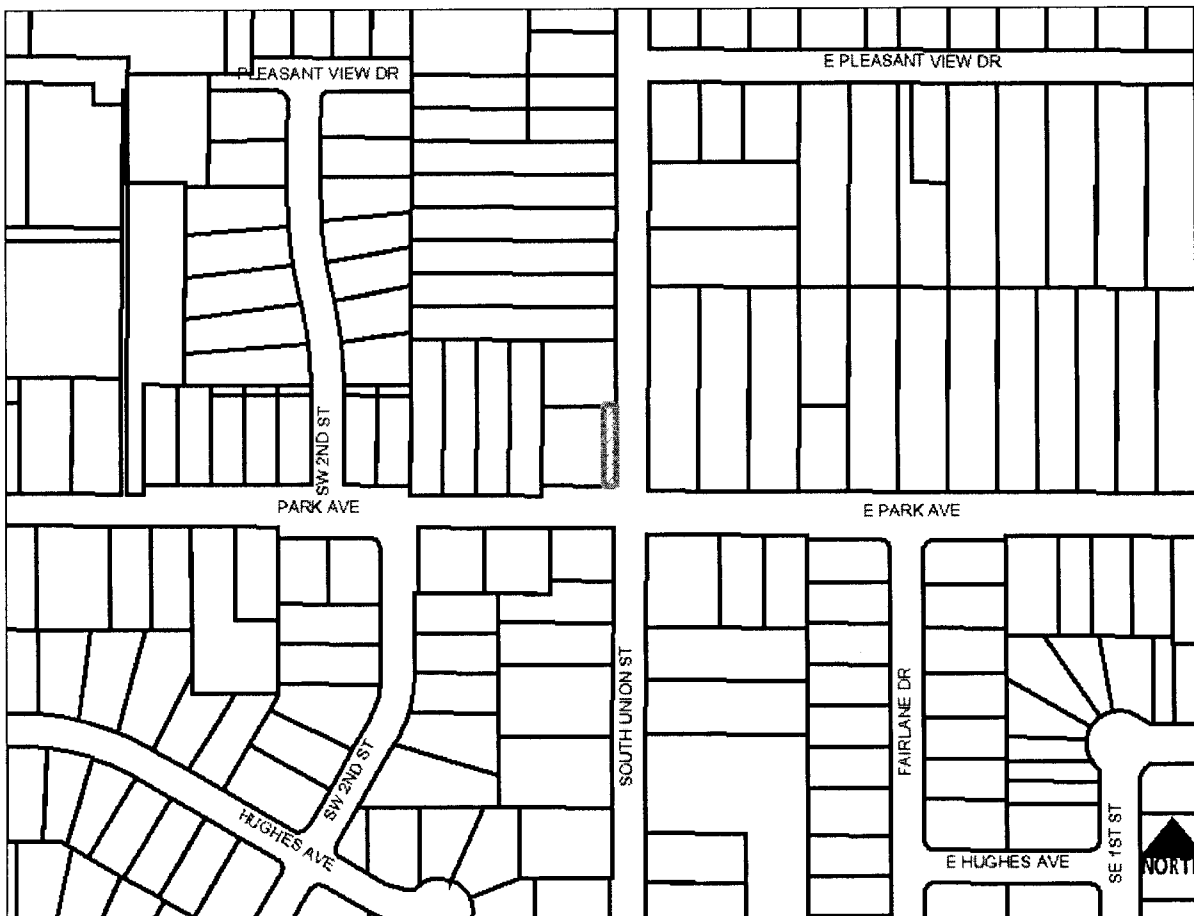 PLEASANT VIEW DR
E PLEASANT VIEW DR
SW 2ND ST
PARK AVE
E PARK AVE
SOUTH UNION ST
FAIRLANE DR
SW 2ND ST
HUGHES AVE
E HUGHES AVE
SE 1ST ST
NORTH